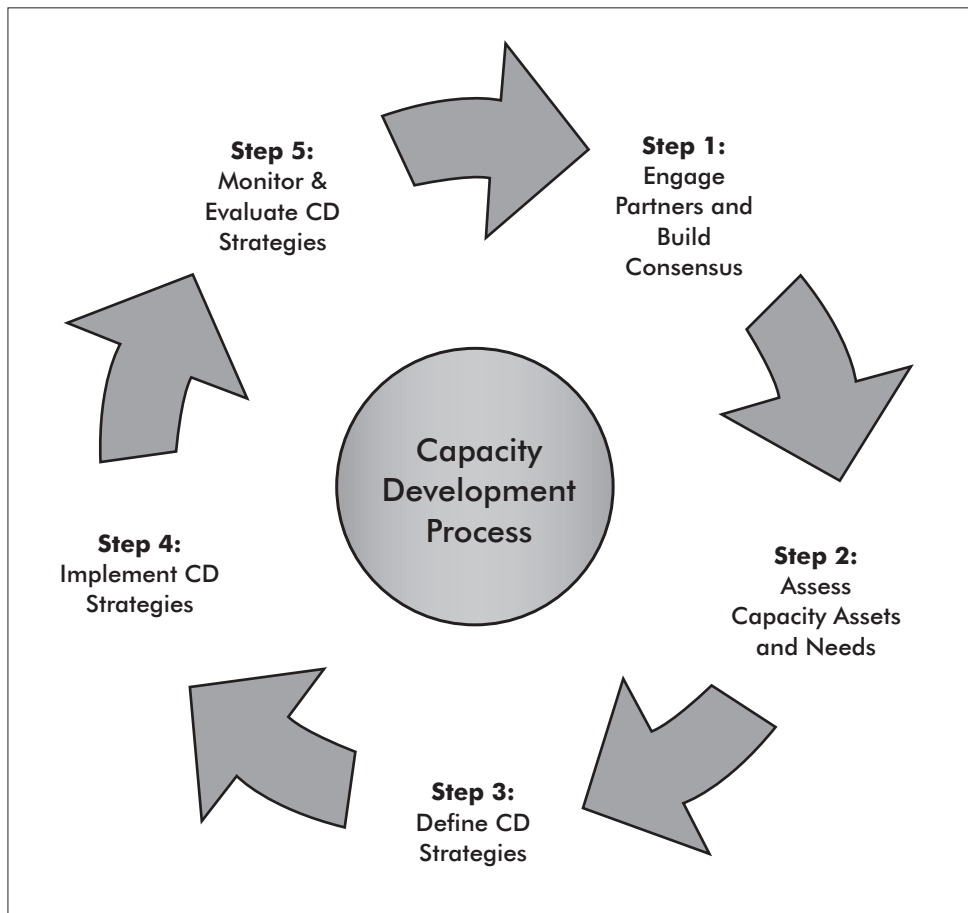 Capacity
Development
Process
Step 1:
Engage
Partners and
Build
Consensus
Step 2:
Assess
Capacity Assets
and Needs
Step 3:
Define CD
Strategies
Step 4:
Implement CD
Strategies
Step 5:
Monitor &
Evaluate CD
Strategies